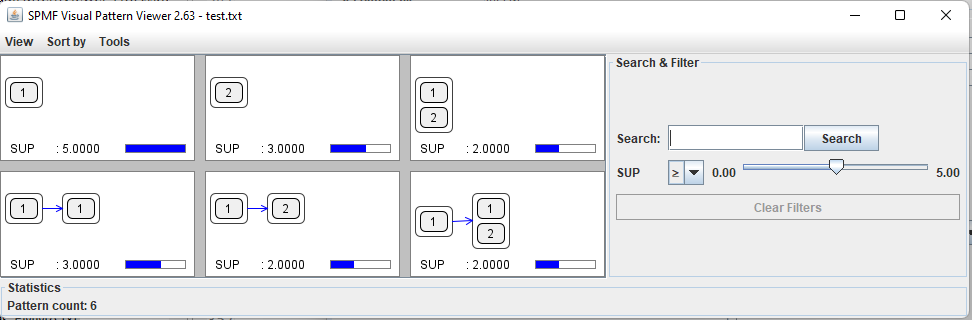 SPMF Visual Pattern Viewer 2.63 - test.txt
View Sort by Tools
1
SUP : 5.0000
2
SUP : 3.0000
1
2
SUP : 2.0000
1 1
SUP : 3.0000
1 2
SUP : 2.0000
1 1
2
SUP : 2.0000
Search & Filter
Search: Search
SUP ≥ 0.00 5.00
Clear Filters
Statistics
Pattern count: 6